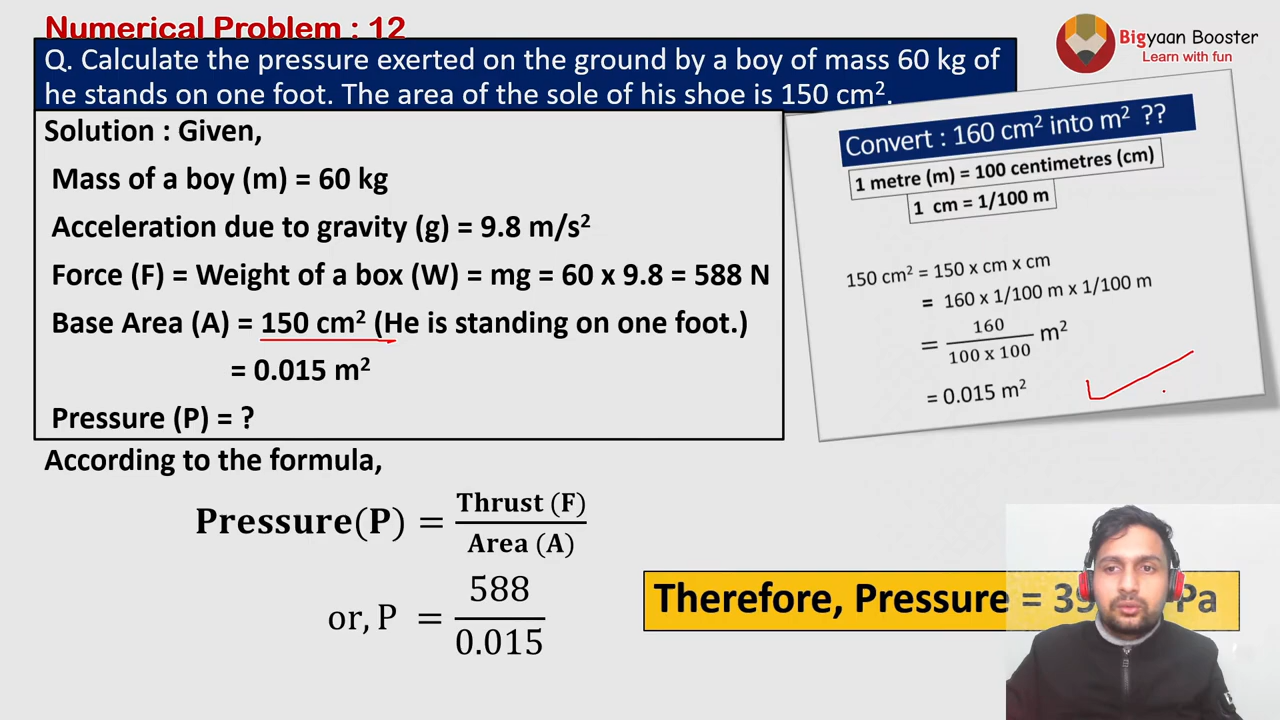 Numerical Problem : 12
Bigyaan Booster
Learn with fun
Q. Calculate the pressure exerted on the ground by a boy of mass 60 kg of
he stands on one foot. The area of the sole of his shoe is 150 cm².
Solution : Given,
Mass of a boy (m) = 60 kg
Acceleration due to gravity (g) = 9.8 m/s²
Force (F) = Weight of a box (W) = mg = 60 x 9.8 = 588 N
Base Area (A) = 150 cm² (He is standing on one foot.)
= 0.015 m²
Pressure (P) = ?
Convert : 160 cm² into m² ??
1 metre (m) = 100 centimetres (cm)
1 cm = 1/100 m
150 cm² = 150 x cm x cm
= 160 x 1/100 m x 1/100 m
= 160 / 100 x 100 m²
= 0.015 m²
According to the formula,
Pressure(P) = Thrust (F) / Area (A)
or, P = 588 / 0.015
Therefore, Pressure = Pa